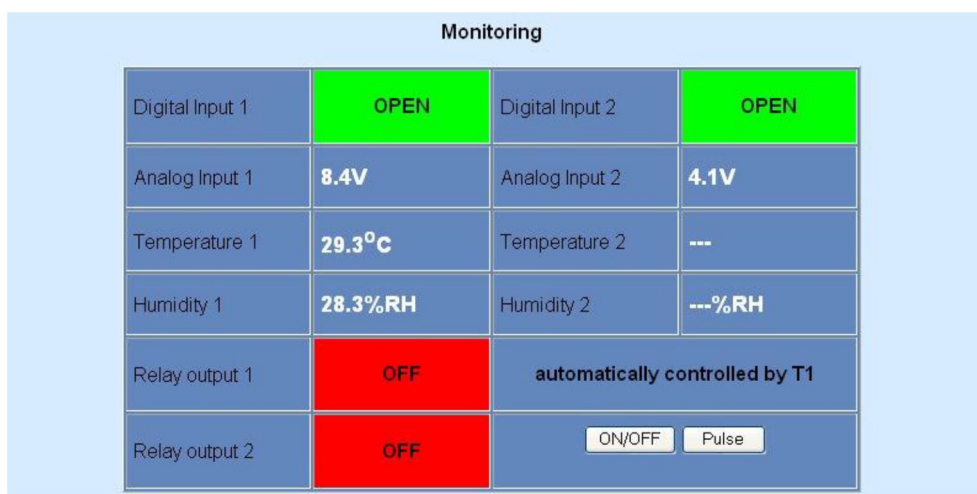 Monitoring
Digital Input 1 OPEN Digital Input 2 OPEN
Analog Input 1 8.4V Analog Input 2 4.1V
Temperature 1 29.3°C Temperature 2 ---
Humidity 1 28.3%RH Humidity 2 ---%RH
Relay output 1 OFF automatically controlled by T1
Relay output 2 OFF ON/OFF Pulse